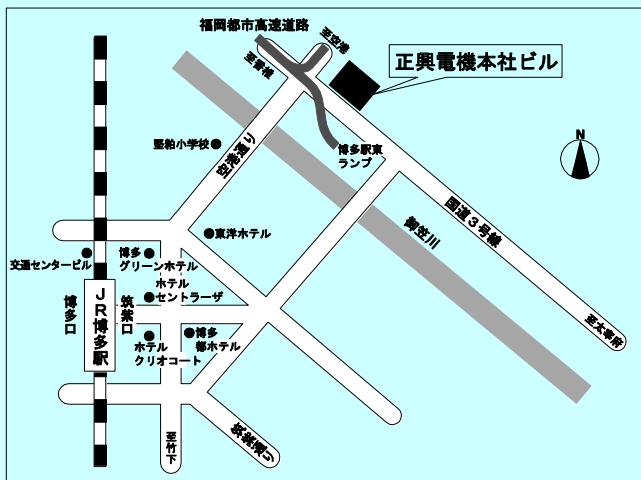 福岡都市高速道路
至空港
至香椎
正興電機本社ビル
空港通り
堅粕小学校
博多駅東
ランプ
N
国道3号線
御笠川
東洋ホテル
交通センタービル
博多
グリーンホテル
ホテル
セントラーザ
博多口
JR博多駅
筑紫口
ホテル
クリオコート
博多
都ホテル
至太宰府
至竹下
筑紫通り